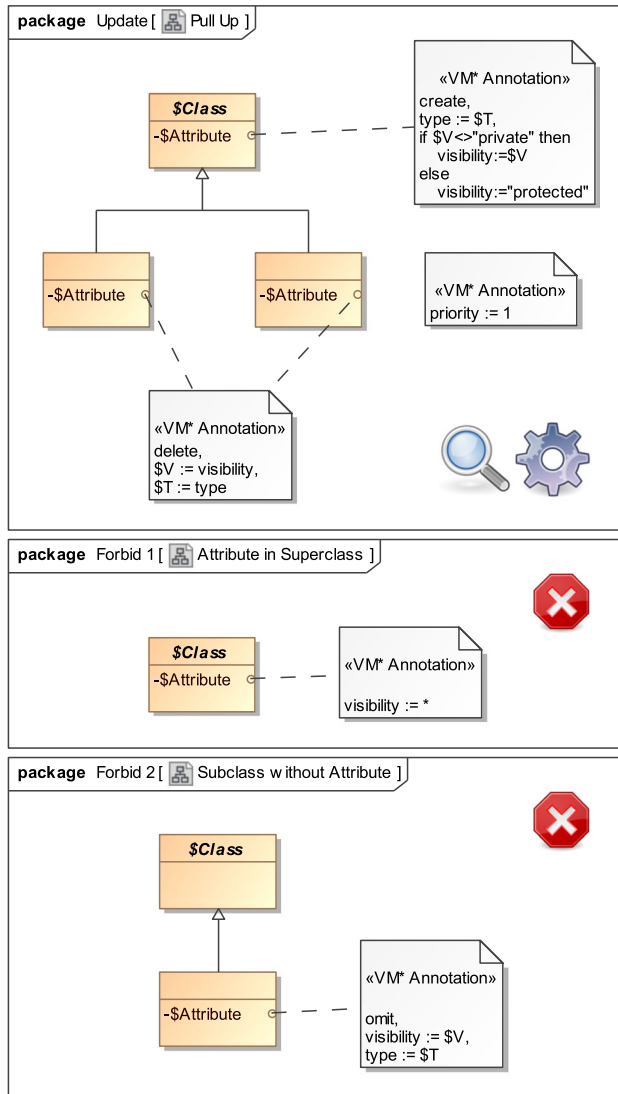 package Update [ Pull Up ]
$Class
-$Attribute
«VM* Annotation»
create,
type := $T,
if $V<>"private" then
visibility:=$V
else
visibility:="protected"
-$Attribute
-$Attribute
«VM* Annotation»
priority := 1
«VM* Annotation»
delete,
$V := visibility,
$T := type
package Forbid 1 [ Attribute in Superclass ]
$Class
-$Attribute
«VM* Annotation»
visibility := *
package Forbid 2 [ Subclass without Attribute ]
$Class
-$Attribute
«VM* Annotation»
omit,
visibility := $V,
type := $T